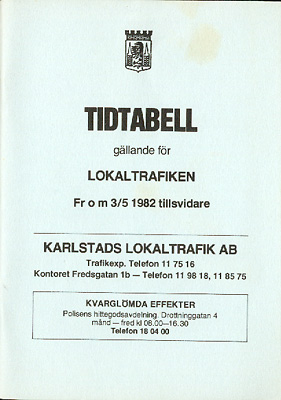 TIDTABELL
gällande för
LOKALTRAFIKEN
Fr o m 3/5 1982 tillsvidare
KARLSTADS LOKALTRAFIK AB
Trafikexp. Telefon 11 75 16
Kontoret Fredsgatan 1b — Telefon 11 98 18, 11 85 75
KVARGLÖMDA EFFEKTER
Polisens hittegodsavdelning. Drottninggatan 4
månd — fred kl 08.00—16.30
Telefon 18 04 00